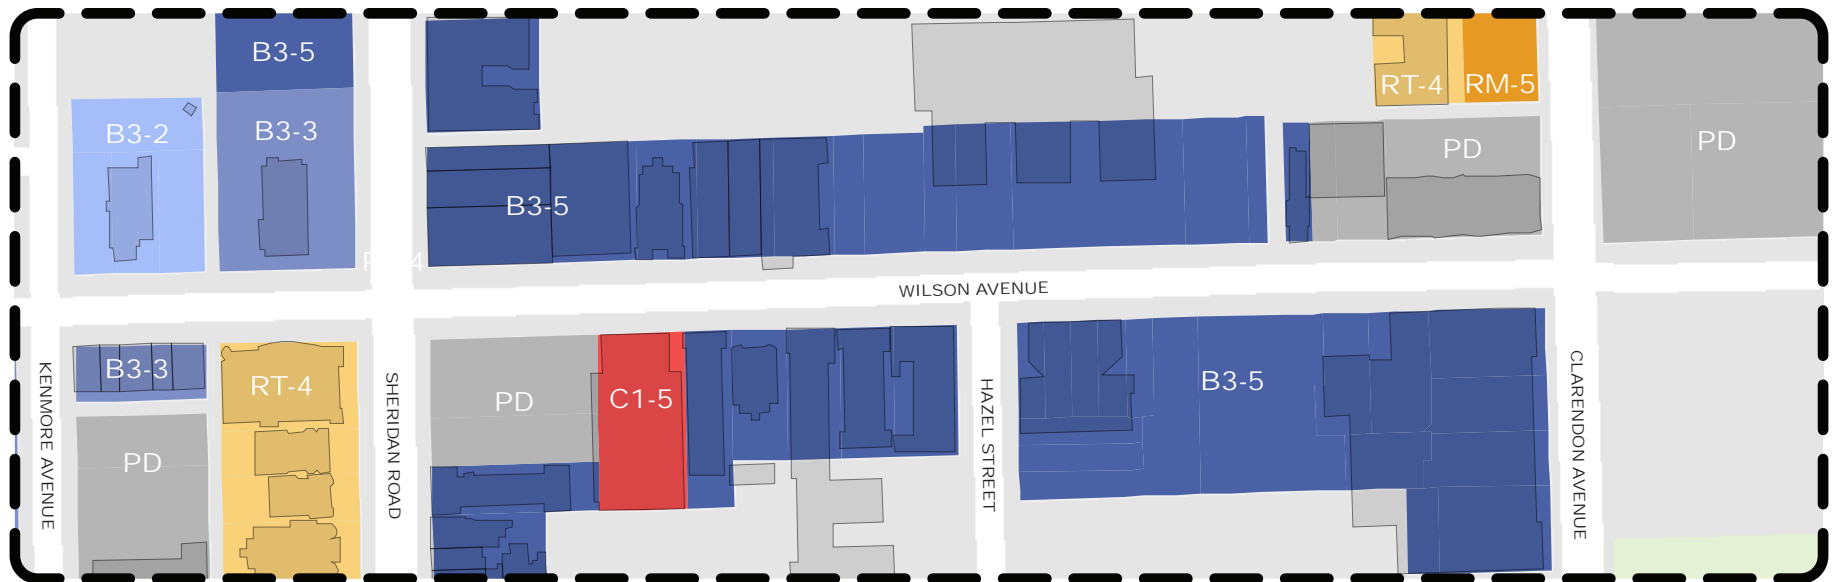 B3-5
B3-2
B3-3
RT-4
RM-5
PD
PD
B3-5
WILSON AVENUE
B3-3
RT-4
PD
C1-5
B3-5
PD
KENMORE AVENUE
SHERIDAN ROAD
HAZEL STREET
CLARENDON AVENUE